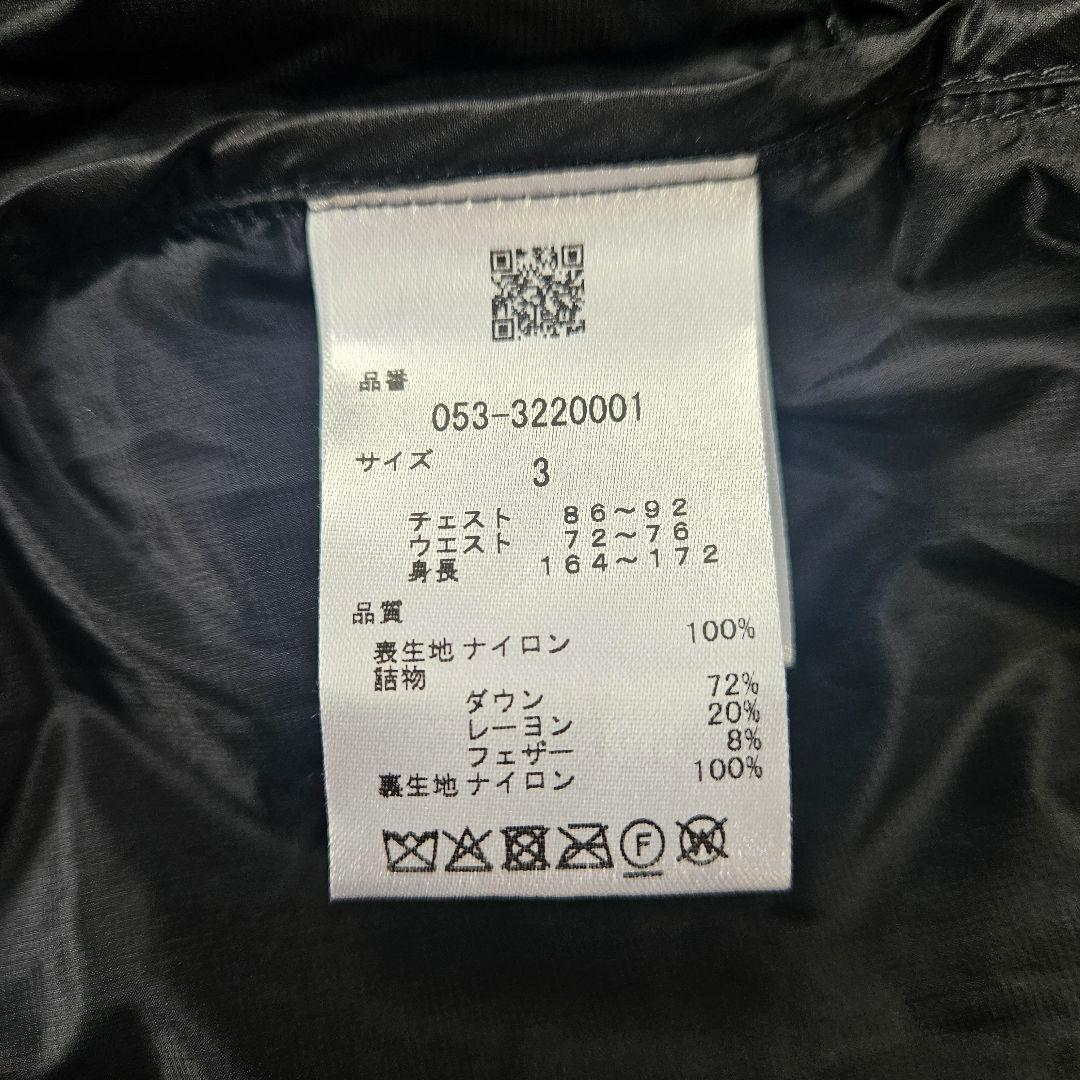 品番
053-3220001
サイズ 3
チェスト 86～92
ウエスト 72～76
身長 164～172
品質
表生地 ナイロン 100%
詰物
ダウン 72%
レーヨン 20%
フェザー 8%
裏生地 ナイロン 100%
F W